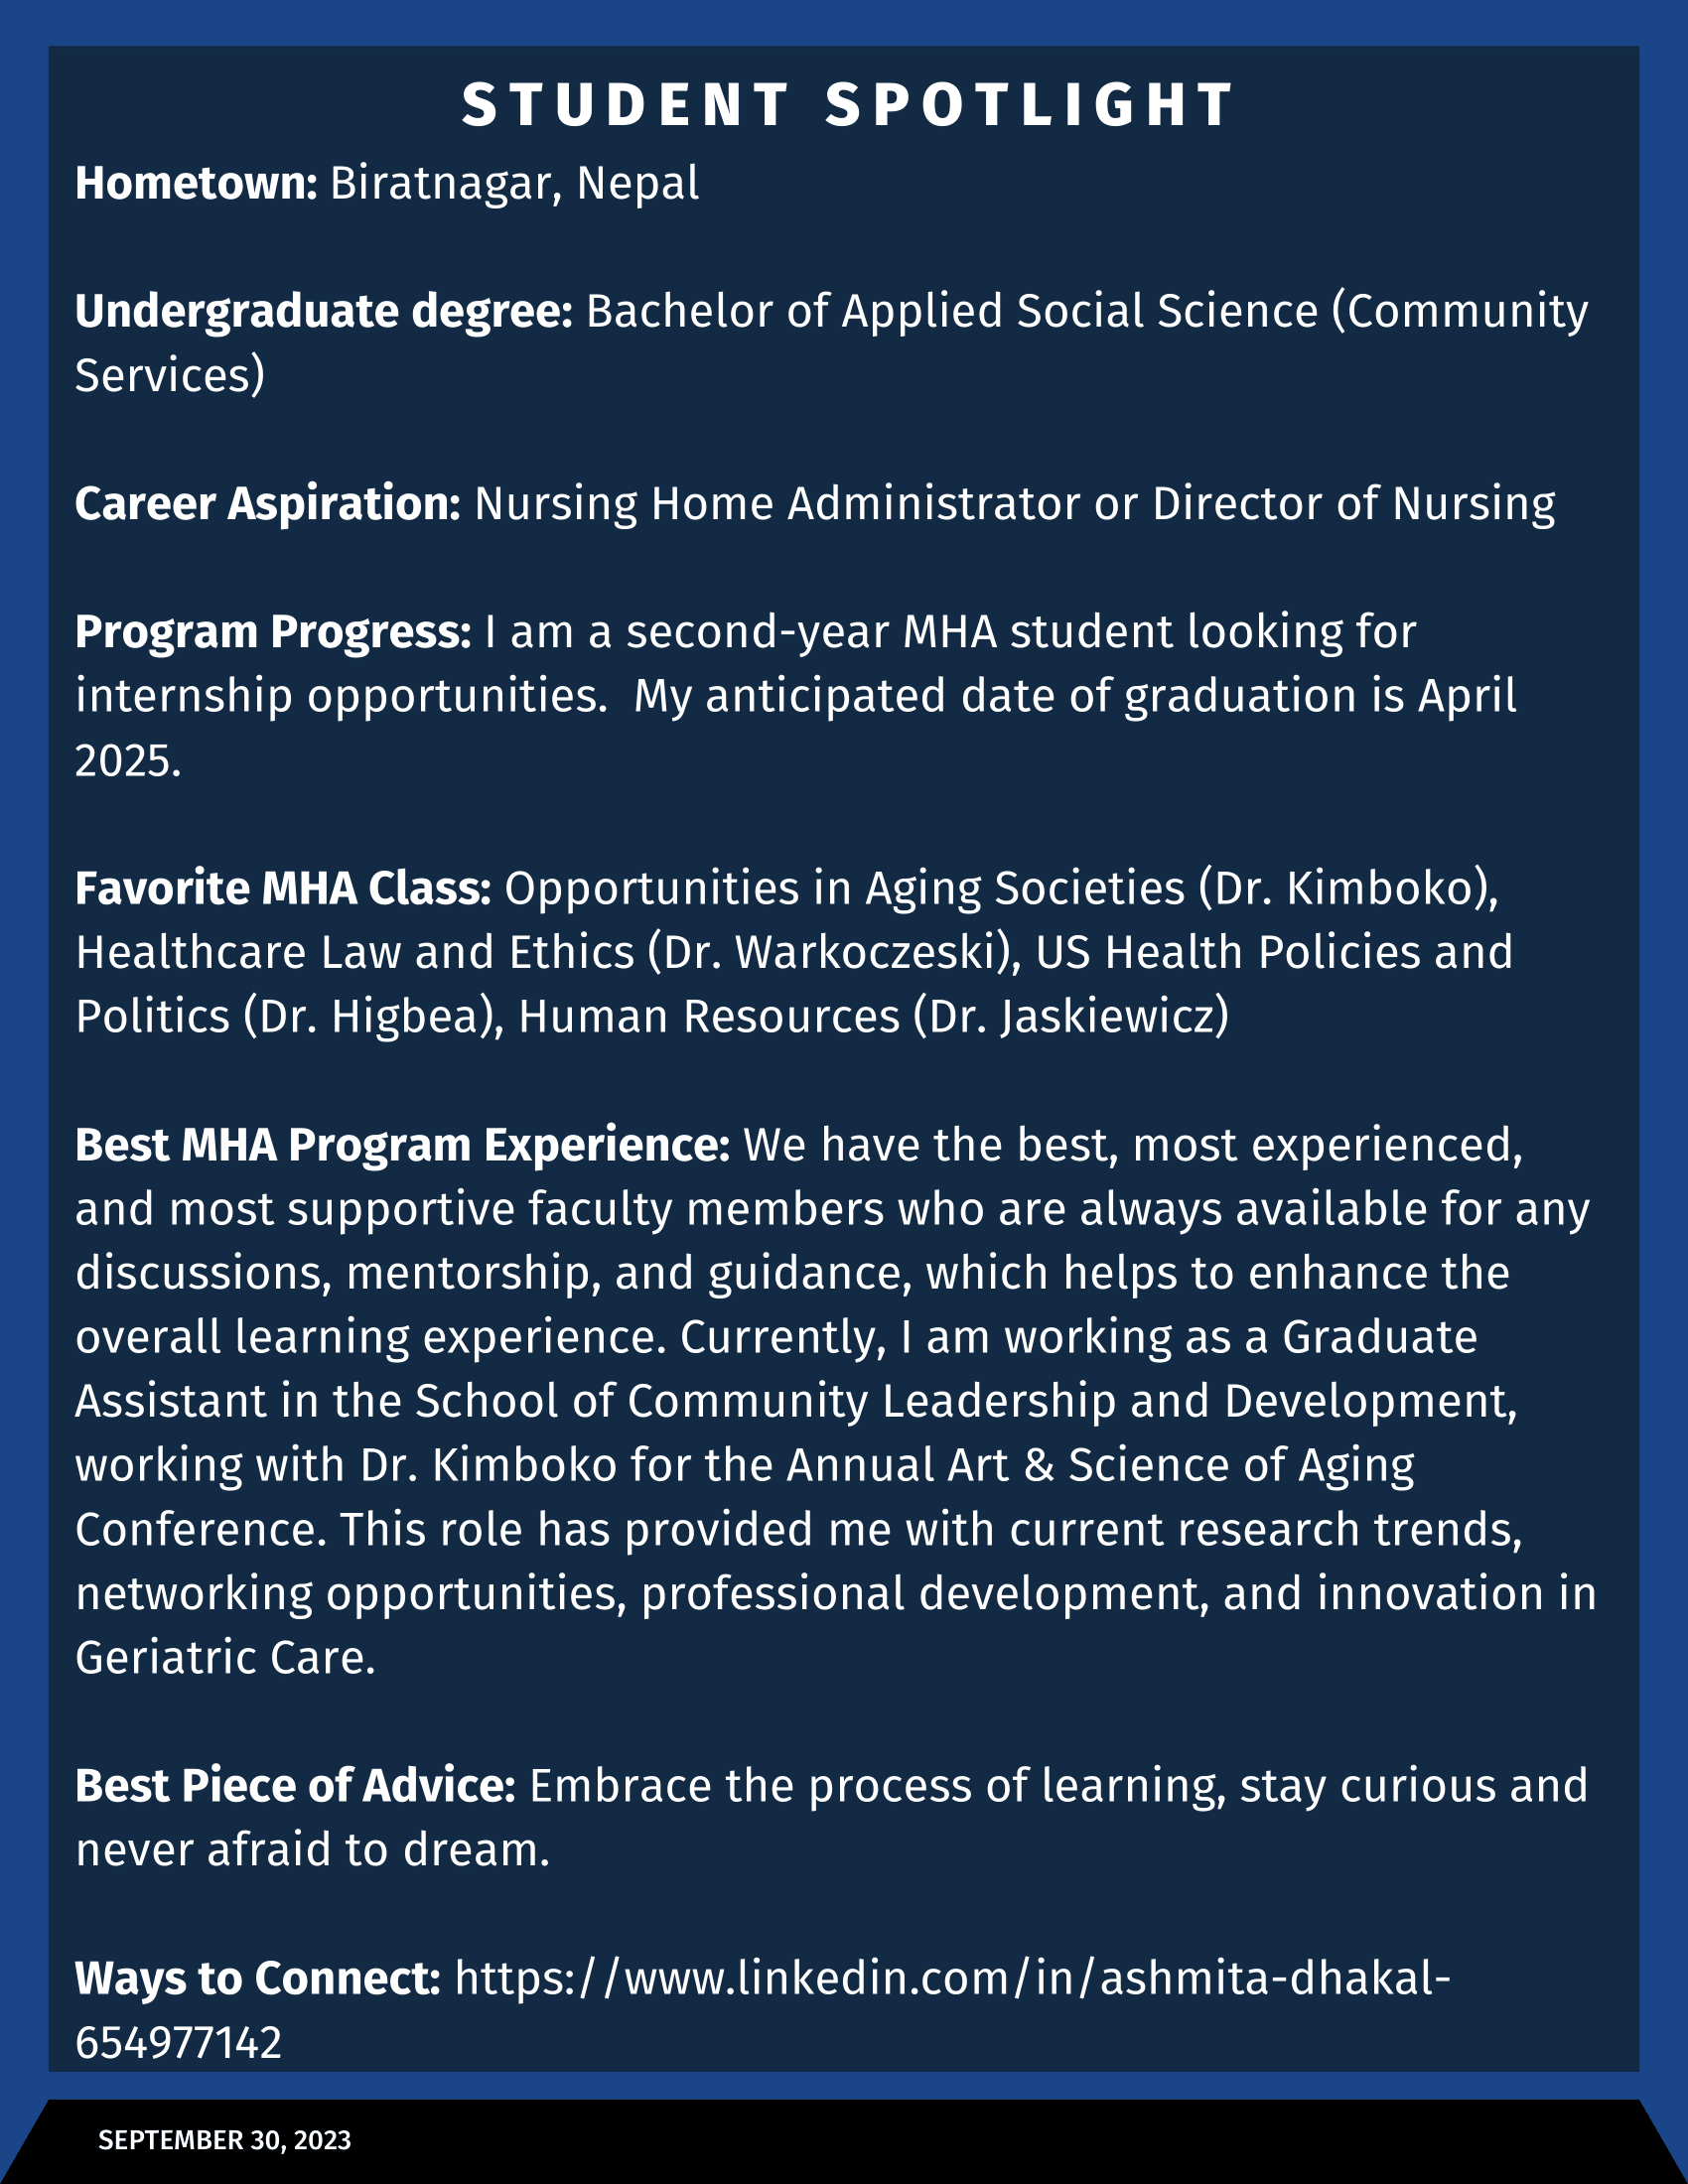 STUDENT SPOTLIGHT
Hometown: Biratnagar, Nepal
Undergraduate degree: Bachelor of Applied Social Science (Community
Services)
Career Aspiration: Nursing Home Administrator or Director of Nursing
Program Progress: I am a second-year MHA student looking for
internship opportunities.  My anticipated date of graduation is April
2025.
Favorite MHA Class: Opportunities in Aging Societies (Dr. Kimboko),
Healthcare Law and Ethics (Dr. Warkoczeski), US Health Policies and
Politics (Dr. Higbea), Human Resources (Dr. Jaskiewicz)
Best MHA Program Experience: We have the best, most experienced,
and most supportive faculty members who are always available for any
discussions, mentorship, and guidance, which helps to enhance the
overall learning experience. Currently, I am working as a Graduate
Assistant in the School of Community Leadership and Development,
working with Dr. Kimboko for the Annual Art & Science of Aging
Conference. This role has provided me with current research trends,
networking opportunities, professional development, and innovation in
Geriatric Care.
Best Piece of Advice: Embrace the process of learning, stay curious and
never afraid to dream.
Ways to Connect: https://www.linkedin.com/in/ashmita-dhakal-
654977142
SEPTEMBER 30, 2023